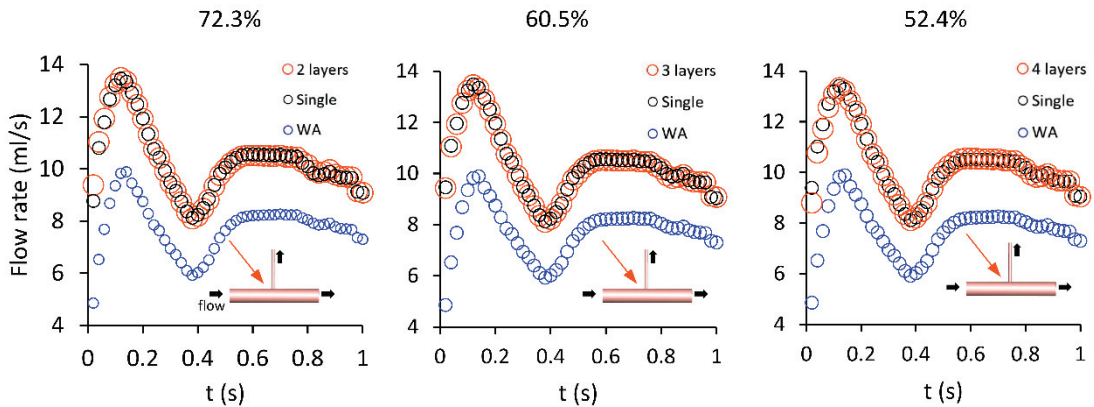 72.3% 60.5% 52.4%
14 14 14
2 layers 3 layers 4 layers
Single Single Single
12 12 12
WA WA WA
10 10 10
Flow rate (ml/s)
8 8 8
6 6 6
flow
4 4 4
0 0.2 0.4 0.6 0.8 1 0 0.2 0.4 0.6 0.8 1 0 0.2 0.4 0.6 0.8 1
t (s) t (s) t (s)